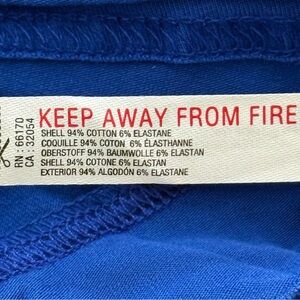 KEEP AWAY FROM FIRE
SHELL 94% COTTON 6% ELASTANE
COQUILLE 94% COTON 6% ÉLASTHANNE
OBERSTOFF 94% BAUMWOLLE 6% ELASTAN
SHELL 94% COTONE 6% ELASTAN
EXTERIOR 94% ALGODÓN 6% ELASTANE
RN : 66170
CA : 32054